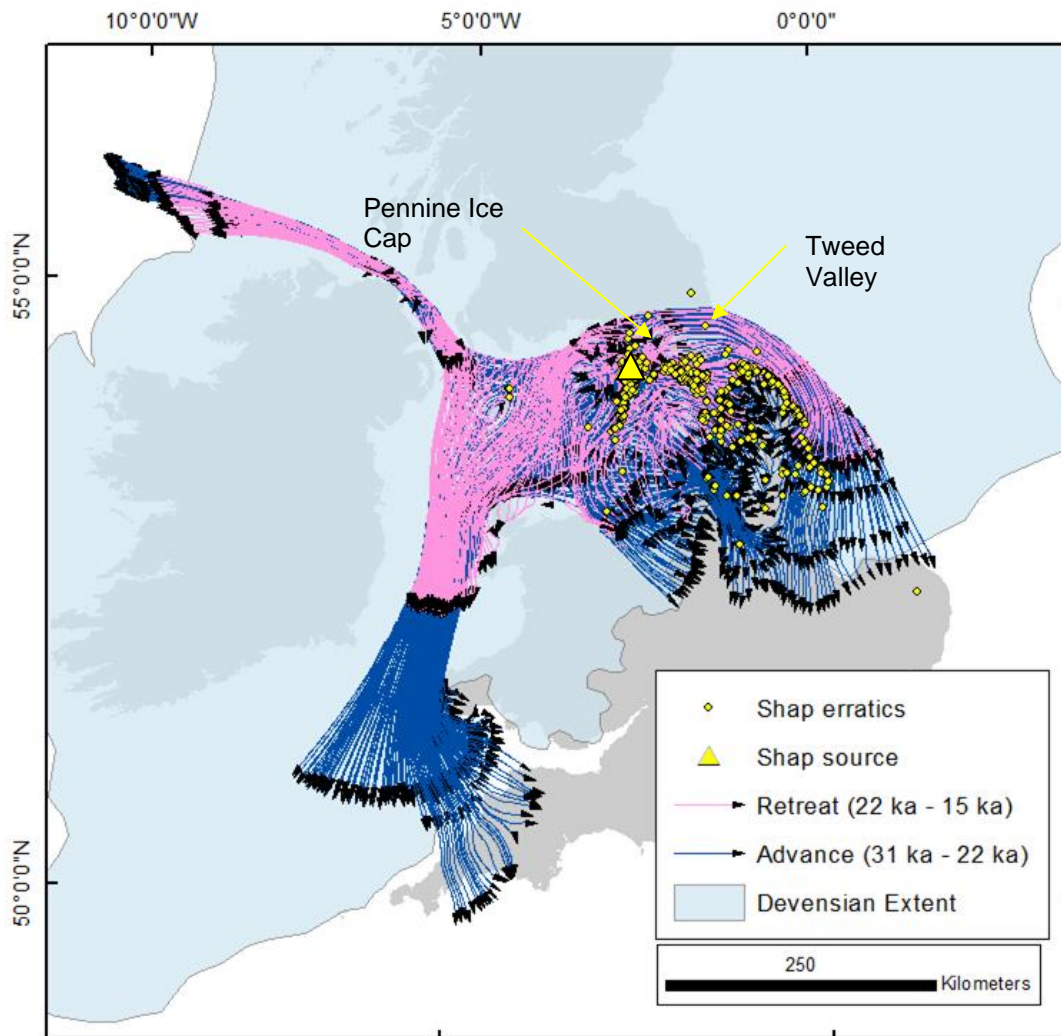 10°0'0"W 5°0'0"W 0°0'0"
55°0'0"N
Pennine Ice
Cap
Tweed
Valley
50°0'0"N
Shap erratics
Shap source
Retreat (22 ka - 15 ka)
Advance (31 ka - 22 ka)
Devensian Extent
250
Kilometers